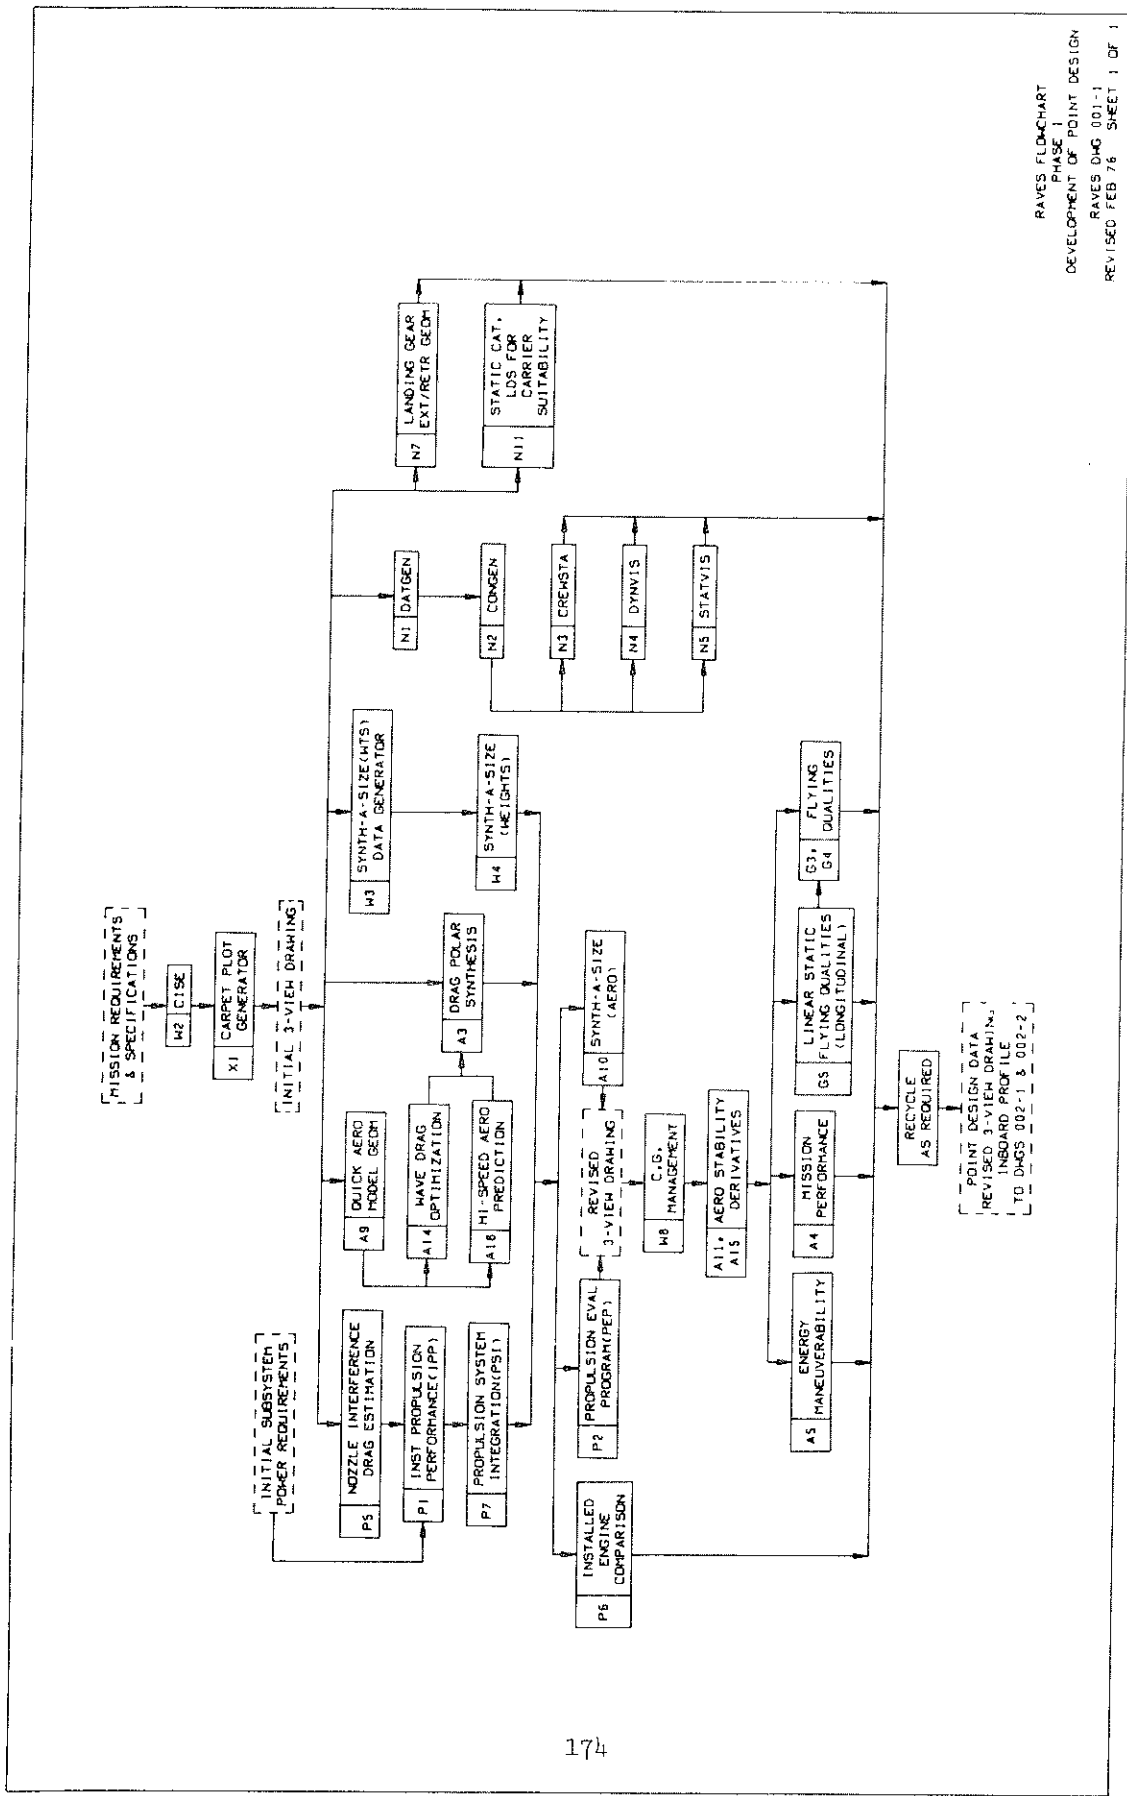 MISSION REQUIREMENTS
& SPECIFICATIONS
W2 CISE
X1 CARPET PLOT
GENERATOR
INITIAL 3-VIEW DRAWING
INITIAL SUBSYSTEM
POWER REQUIREMENTS
P5 NOZZLE INTERFERENCE
DRAG ESTIMATION
P1 INST PROPULSION
PERFORMANCE(IPP)
P7 PROPULSION SYSTEM
INTEGRATION(PSI)
A9 QUICK AERO
MODEL GEOM
A14 WAVE DRAG
OPTIMIZATION
A16 HI-SPEED AERO
PREDICTION
A3 DRAG POLAR
SYNTHESIS
W3 SYNTH-A-SIZE(WTS)
DATA GENERATOR
W4 SYNTH-A-SIZE
(WEIGHTS)
N1 DATGEN
N2 CONGEN
N3 CREWSTA
N4 DYNVIS
N5 STATVIS
N7 LANDING GEAR
EXT/RETR GEOM
N11 STATIC CAT,
LDS FOR
CARRIER
SUITABILITY
P6 INSTALLED
ENGINE
COMPARISON
P2 PROPULSION EVAL
PROGRAM(PEP)
REVISED
3-VIEW DRAWING
A10 SYNTH-A-SIZE
(AERO)
W8 C.G.
MANAGEMENT
A11, A15 AERO STABILITY
DERIVATIVES
A5 ENERGY
MANEUVERABILITY
A4 MISSION
PERFORMANCE
G5 LINEAR STATIC
FLYING QUALITIES
(LONGITUDINAL)
G3, G4 FLYING
QUALITIES
RECYCLE
AS REQUIRED
POINT DESIGN DATA
REVISED 3-VIEW DRAWING
INBOARD PROFILE
TO DWGS 002-1 & 002-2
RAVES FLOWCHART
PHASE 1
DEVELOPMENT OF POINT DESIGN
RAVES DWG 001-1
REVISED FEB 76 SHEET 1 OF 1
174